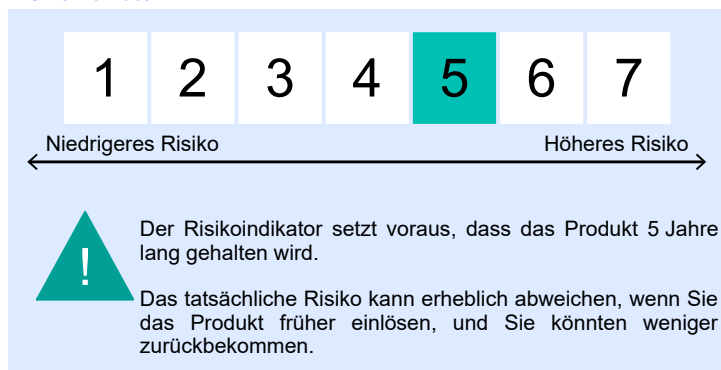 1 2 3 4 5 6 7
Niedrigeres Risiko Höheres Risiko
!
Der Risikoindikator setzt voraus, dass das Produkt 5 Jahre
lang gehalten wird.
Das tatsächliche Risiko kann erheblich abweichen, wenn Sie
das Produkt früher einlösen, und Sie könnten weniger
zurückbekommen.